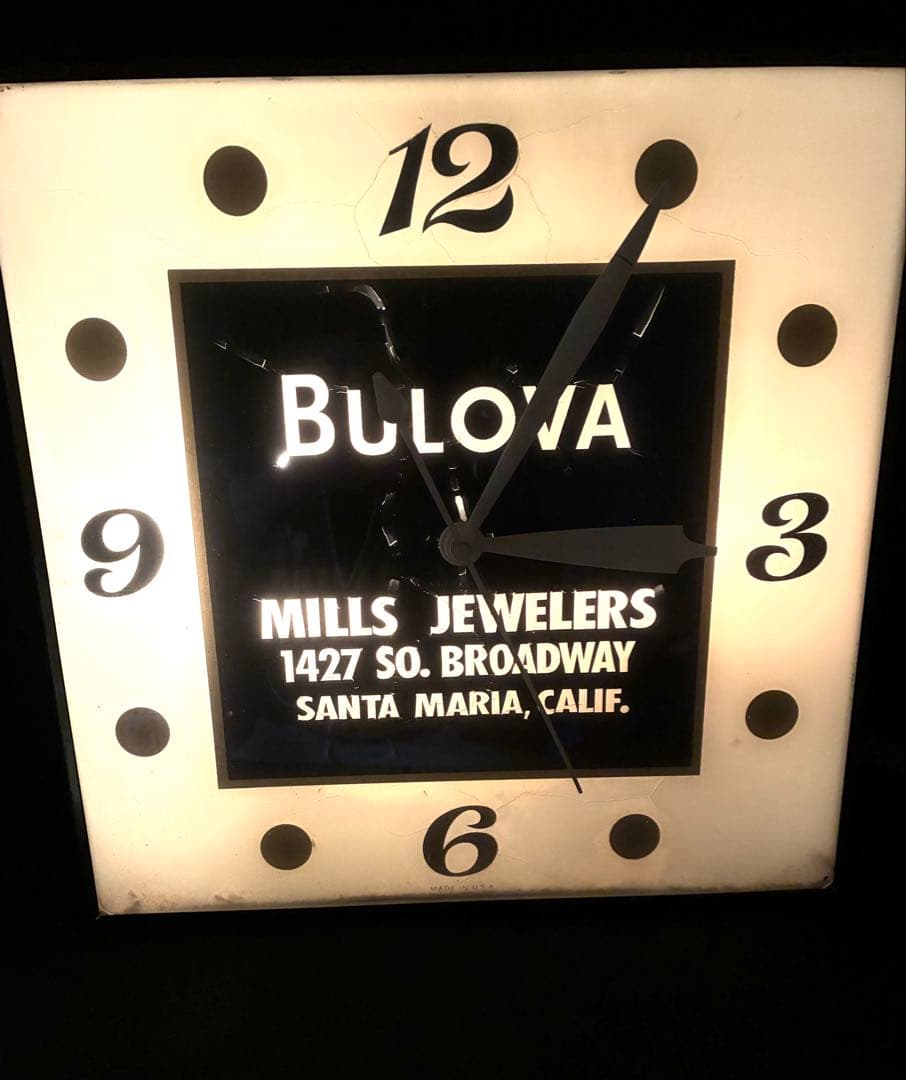 12
BULOVA
9 3
MILLS JEWELERS
1427 SO. BROADWAY
SANTA MARIA, CALIF.
6
MADE IN U.S.A.